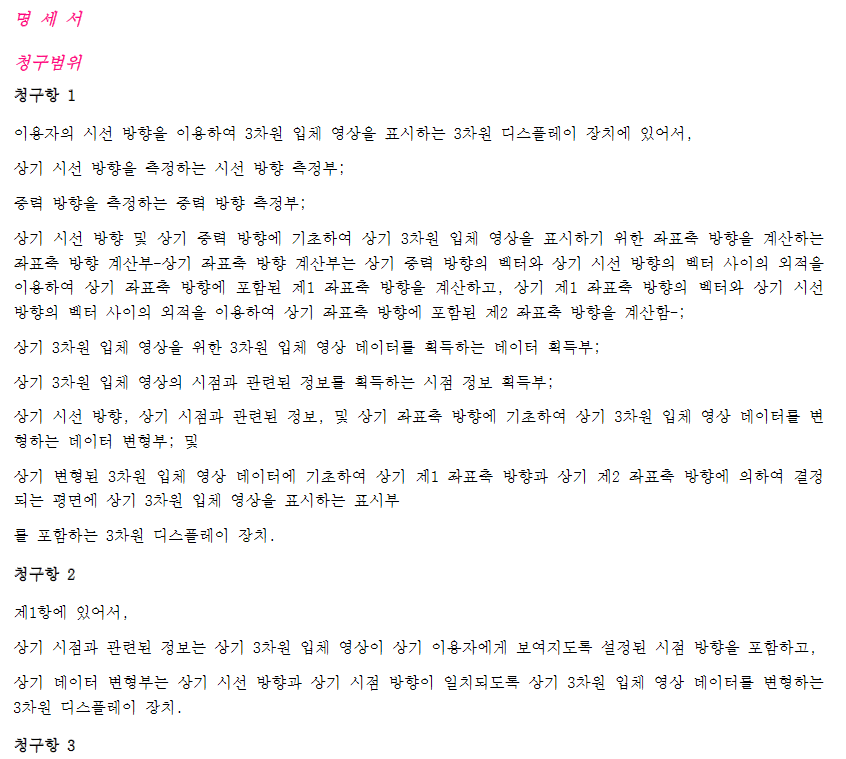 명 세 서
청구범위
청구항 1
이용자의 시선 방향을 이용하여 3차원 입체 영상을 표시하는 3차원 디스플레이 장치에 있어서,
상기 시선 방향을 측정하는 시선 방향 측정부;
중력 방향을 측정하는 중력 방향 측정부;
상기 시선 방향 및 상기 중력 방향에 기초하여 상기 3차원 입체 영상을 표시하기 위한 좌표축 방향을 계산하는
좌표축 방향 계산부-상기 좌표축 방향 계산부는 상기 중력 방향의 벡터와 상기 시선 방향의 벡터 사이의 외적을
이용하여 상기 좌표축 방향에 포함된 제1 좌표축 방향을 계산하고, 상기 제1 좌표축 방향의 벡터와 상기 시선
방향의 벡터 사이의 외적을 이용하여 상기 좌표축 방향에 포함된 제2 좌표축 방향을 계산함-;
상기 3차원 입체 영상을 위한 3차원 입체 영상 데이터를 획득하는 데이터 획득부;
상기 3차원 입체 영상의 시점과 관련된 정보를 획득하는 시점 정보 획득부;
상기 시선 방향, 상기 시점과 관련된 정보, 및 상기 좌표축 방향에 기초하여 상기 3차원 입체 영상 데이터를 변
형하는 데이터 변형부; 및
상기 변형된 3차원 입체 영상 데이터에 기초하여 상기 제1 좌표축 방향과 상기 제2 좌표축 방향에 의하여 결정
되는 평면에 상기 3차원 입체 영상을 표시하는 표시부
를 포함하는 3차원 디스플레이 장치.
청구항 2
제1항에 있어서,
상기 시점과 관련된 정보는 상기 3차원 입체 영상이 상기 이용자에게 보여지도록 설정된 시점 방향을 포함하고,
상기 데이터 변형부는 상기 시선 방향과 상기 시점 방향이 일치되도록 상기 3차원 입체 영상 데이터를 변형하는
3차원 디스플레이 장치.
청구항 3